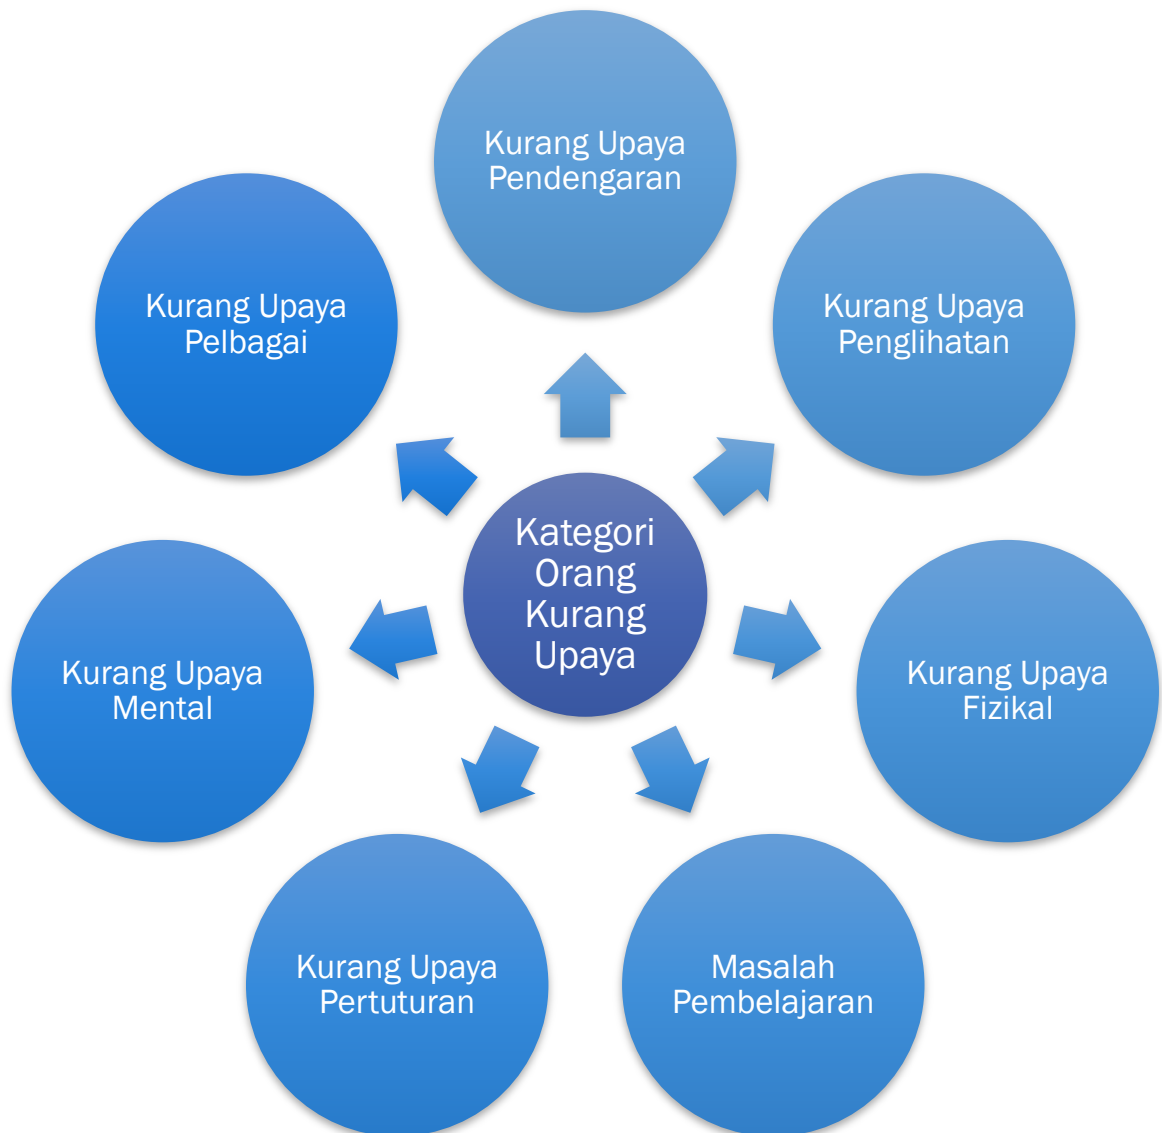 Kurang Upaya
Pendengaran
Kurang Upaya
Penglihatan
Kurang Upaya
Fizikal
Masalah
Pembelajaran
Kurang Upaya
Pertuturan
Kurang Upaya
Mental
Kurang Upaya
Pelbagai
Kategori
Orang
Kurang
Upaya